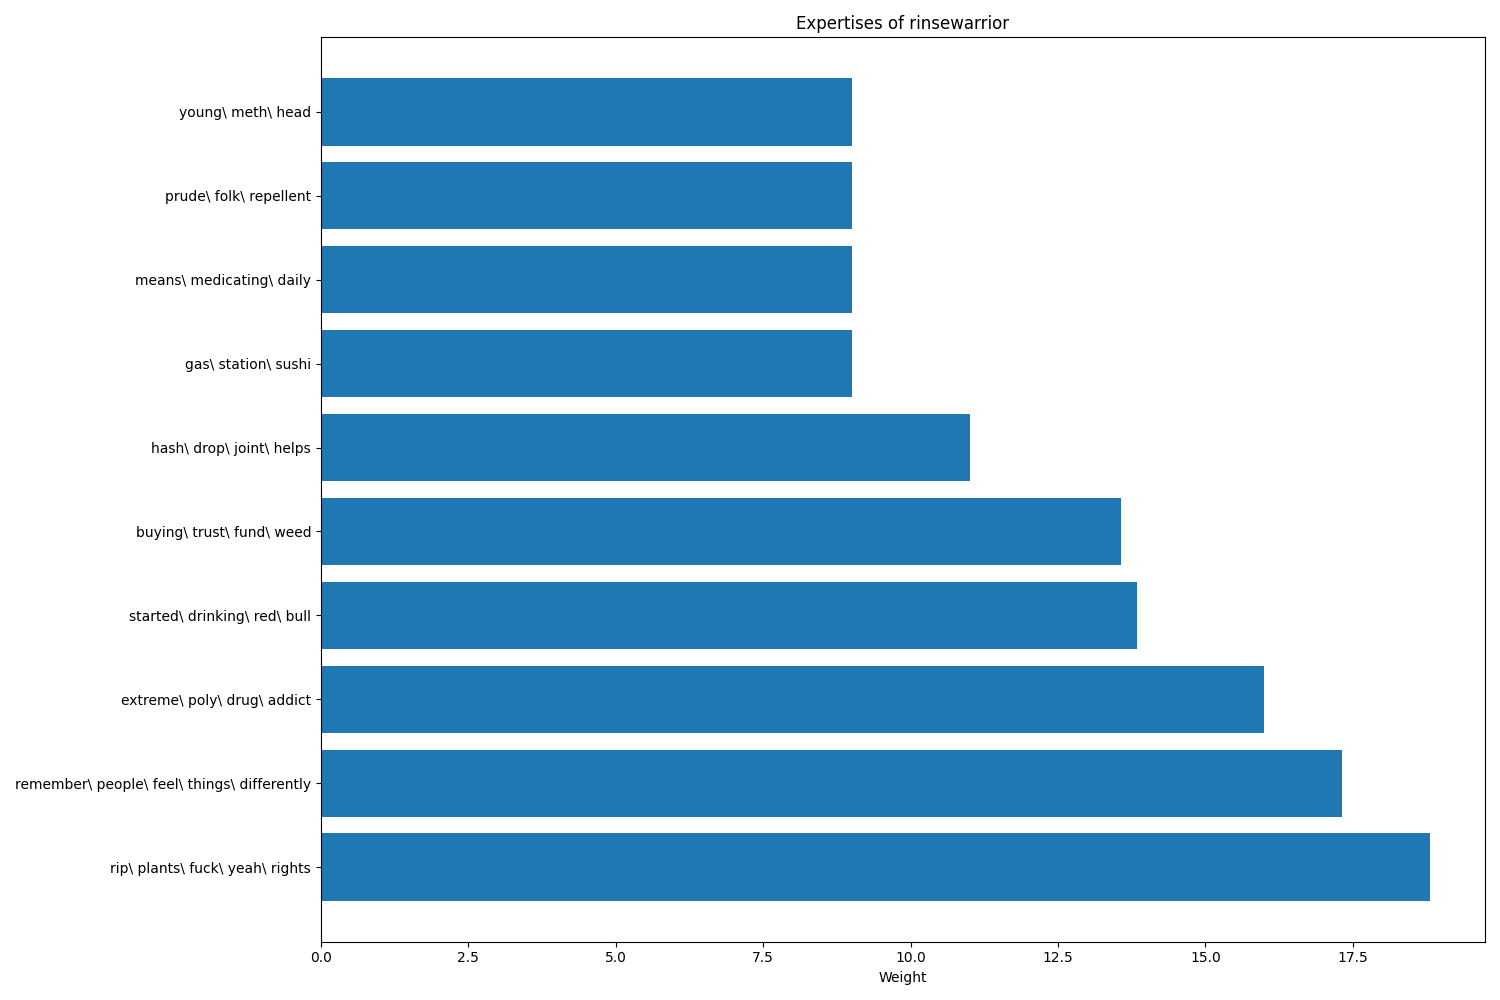 Expertises of rinsewarrior
young\ meth\ head
prude\ folk\ repellent
means\ medicating\ daily
gas\ station\ sushi
hash\ drop\ joint\ helps
buying\ trust\ fund\ weed
started\ drinking\ red\ bull
extreme\ poly\ drug\ addict
remember\ people\ feel\ things\ differently
rip\ plants\ fuck\ yeah\ rights
0.0 2.5 5.0 7.5 10.0 12.5 15.0 17.5
Weight